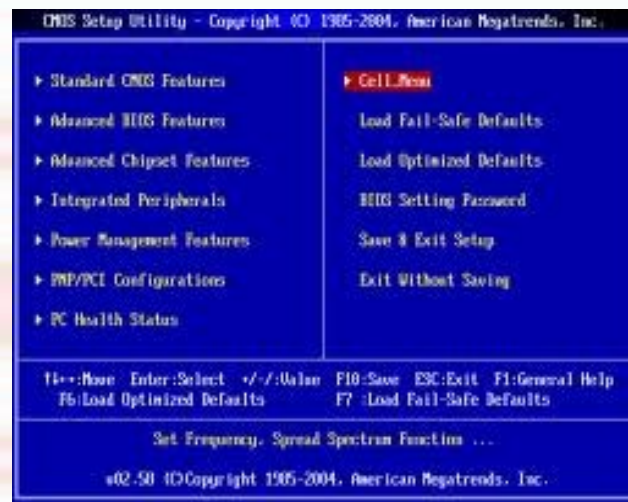 CMOS Setup Utility - Copyright (C) 1985-2004, American Megatrends, Inc.
Standard CMOS Features
Advanced BIOS Features
Advanced Chipset Features
Integrated Peripherals
Power Management Features
PNP/PCI Configurations
PC Health Status
Cell Menu
Load Fail-Safe Defaults
Load Optimized Defaults
BIOS Setting Password
Save & Exit Setup
Exit Without Saving
↑↓←→:Move Enter:Select +/-/:Value F10:Save ESC:Exit F1:General Help
F6:Load Optimized Defaults F7 :Load Fail-Safe Defaults
Set Frequency, Spread Spectrum Function ...
v02.58 (C)Copyright 1985-2004, American Megatrends, Inc.